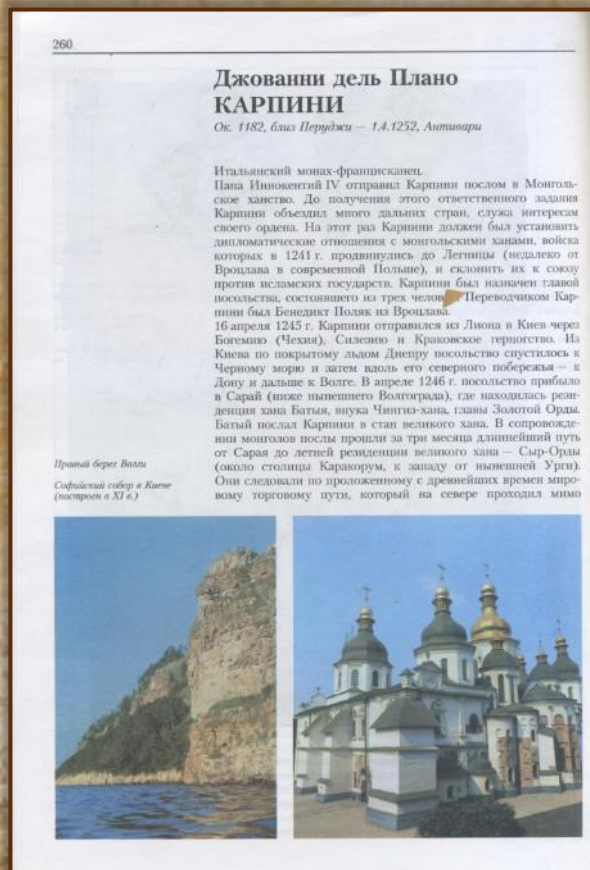 260
Джованни дель Плано
КАРПИНИ
Ок. 1182, близ Перуджи — 1.4.1252, Антивари
Итальянский монах-францисканец.
Папа Иннокентий IV отправил Карпини послом в Монголь-
ское ханство. До получения этого ответственного задания
Карпини объездил много дальних стран, служа интересам
своего ордена. На этот раз Карпини должен был установить
дипломатические отношения с монгольскими ханами, войска
которых в 1241 г. продвинулись до Легницы (недалеко от
Вроцлава в современной Польше), и склонить их к союзу
против исламских государств. Карпини был назначен главой
посольства, состоявшего из трех Переводчиком Кар-
пини был Бенедикт Поляк из Вроцлава.
16 апреля 1245 г. Карпини отправился из Лиона в Киев через
Богемию (Чехия), Силезию и Краковское герцогство. Из
Киева по покрытому льдом Днепру посольство спустилось к
Черному морю и затем вдоль его северного побережья — к
Дону и дальше к Волге. В апреле 1246 г. посольство прибыло
в Сарай (ниже нынешнего Волгограда), где находилась рези-
денция хана Батыя, внука Чингиз-хана, главы Золотой Орды.
Батый послал Карпини в стан великого хана. В сопровожде-
нии монголов послы прошли за три месяца длиннейший путь
от Сарая до летней резиденции великого хана — Сыр-Орды
(около столицы Каракорум, к западу от нынешней Урги).
Они следовали по проложенному с древнейших времен миро-
вому торговому пути, который на севере проходил мимо
Правый берег Волги
Софийский собор в Киеве
(построен в XI в.)